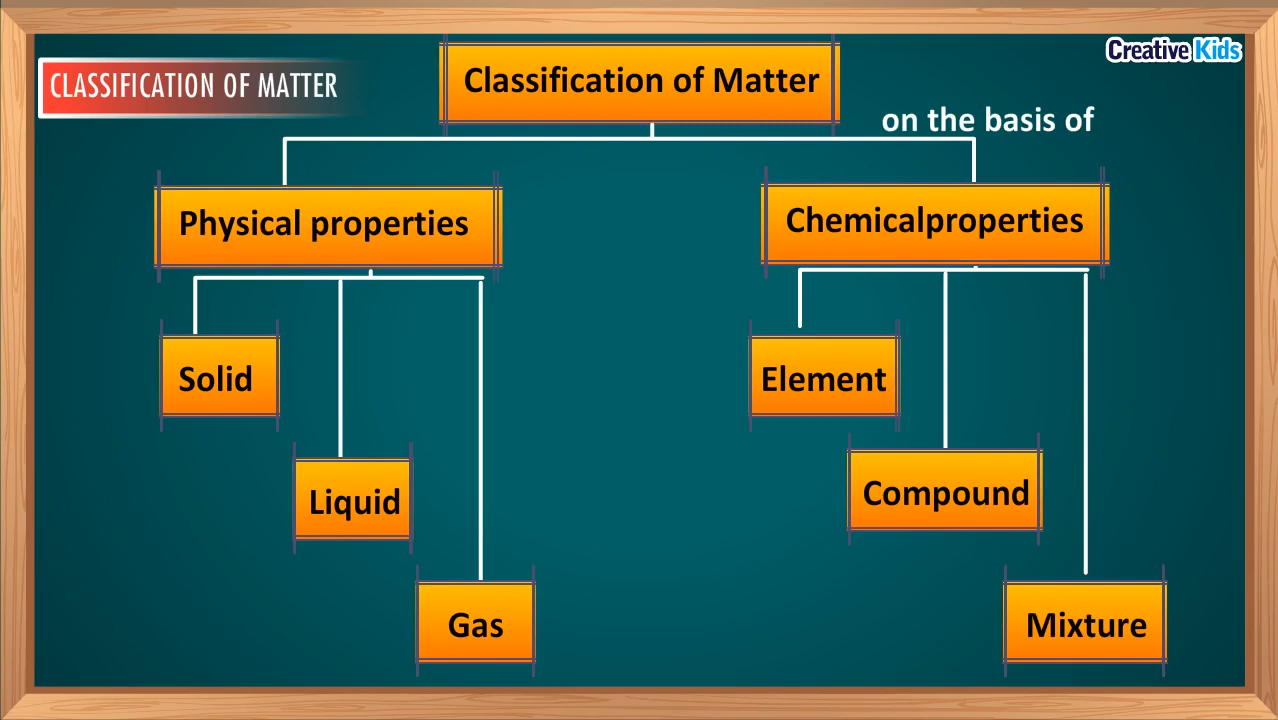 Creative Kids
CLASSIFICATION OF MATTER
Classification of Matter
on the basis of
Physical properties
Chemicalproperties
Solid
Element
Liquid
Compound
Gas
Mixture